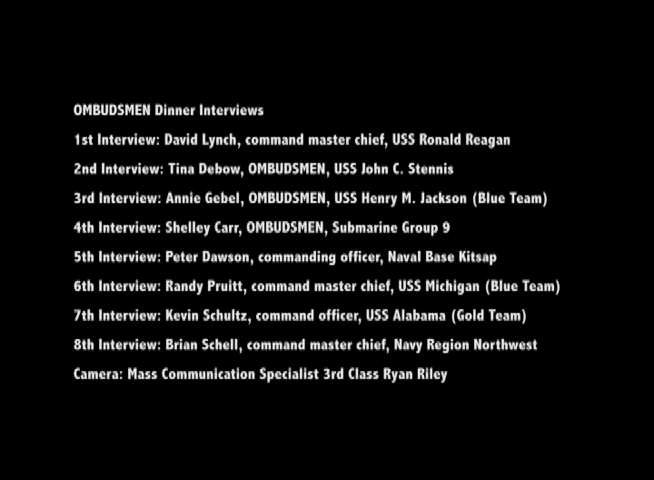 OMBUDSMEN Dinner Interviews
1st Interview: David Lynch, command master chief, USS Ronald Reagan
2nd Interview: Tina Debow, OMBUDSMEN, USS John C. Stennis
3rd Interview: Annie Gebel, OMBUDSMEN, USS Henry M. Jackson (Blue Team)
4th Interview: Shelley Carr, OMBUDSMEN, Submarine Group 9
5th Interview: Peter Dawson, commanding officer, Naval Base Kitsap
6th Interview: Randy Pruitt, command master chief, USS Michigan (Blue Team)
7th Interview: Kevin Schultz, command officer, USS Alabama (Gold Team)
8th Interview: Brian Schell, command master chief, Navy Region Northwest
Camera: Mass Communication Specialist 3rd Class Ryan Riley